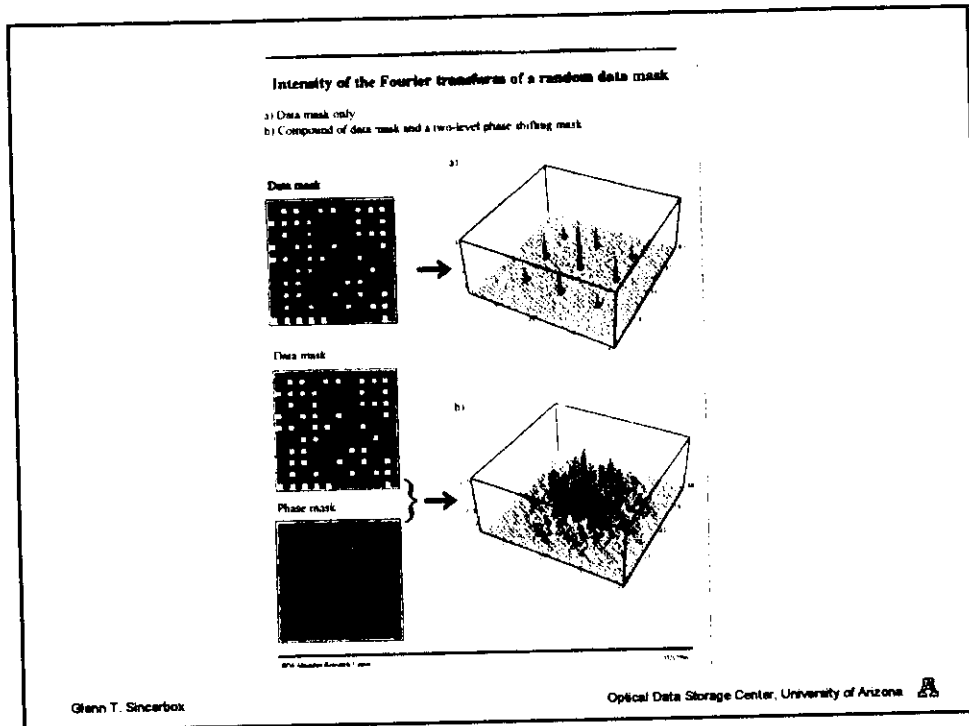 Intensity of the Fourier transform of a random data mask
a) Data mask only
b) Compound of data mask and a two-level phase shifting mask
a)
Data mask
Data mask
b)
Phase mask
Glenn T. Sincerbox
Optical Data Storage Center, University of Arizona